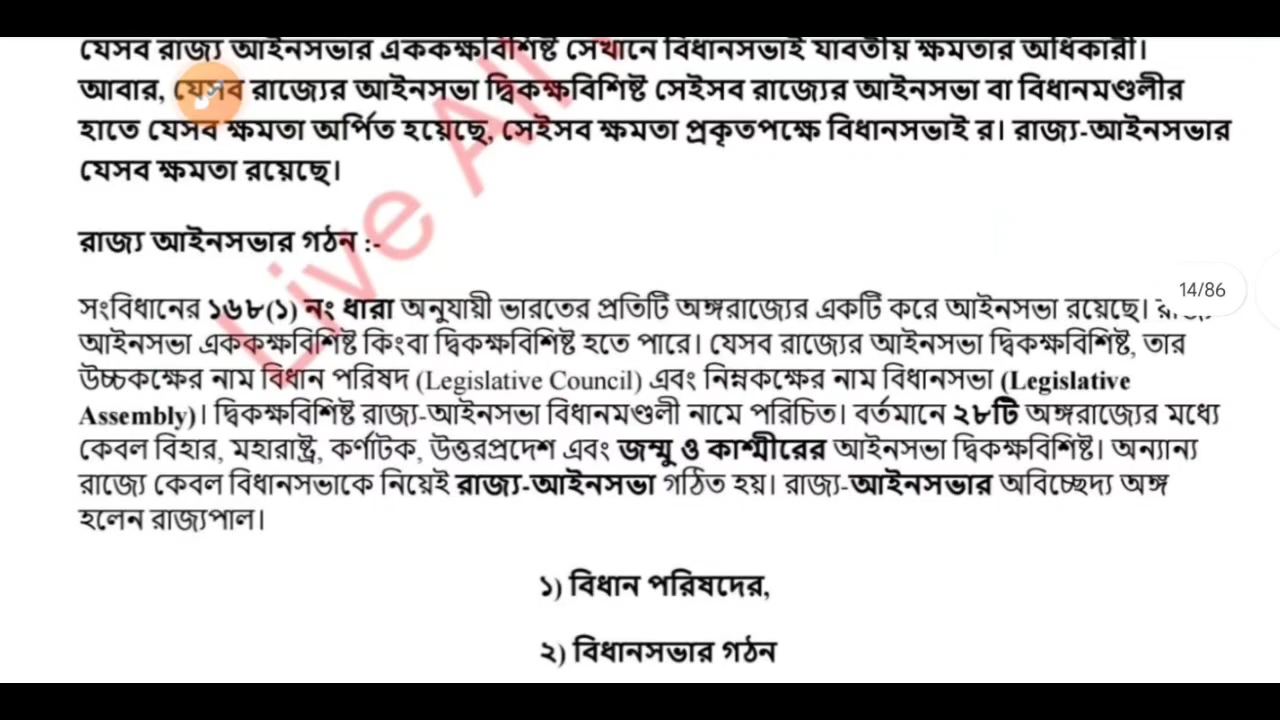 যেসব রাজ্য আইনসভার এককক্ষবিশিষ্ট সেখানে বিধানসভাই যাবতীয় ক্ষমতার অধিকারী।
আবার, যেসব রাজ্যের আইনসভা দ্বিকক্ষবিশিষ্ট সেইসব রাজ্যের আইনসভা বা বিধানমণ্ডলীর
হাতে যেসব ক্ষমতা অর্পিত হয়েছে, সেইসব ক্ষমতা প্রকৃতপক্ষে বিধানসভাই র। রাজ্য-আইনসভার
যেসব ক্ষমতা রয়েছে।
রাজ্য আইনসভার গঠন :-
সংবিধানের ১৬৮(১) নং ধারা অনুযায়ী ভারতের প্রতিটি অঙ্গরাজ্যের একটি করে আইনসভা রয়েছে।
14/86
আইনসভা এককক্ষবিশিষ্ট কিংবা দ্বিকক্ষবিশিষ্ট হতে পারে। যেসব রাজ্যের আইনসভা দ্বিকক্ষবিশিষ্ট, তার
উচ্চকক্ষের নাম বিধান পরিষদ (Legislative Council) এবং নিম্নকক্ষের নাম বিধানসভা (Legislative
Assembly)। দ্বিকক্ষবিশিষ্ট রাজ্য-আইনসভা বিধানমণ্ডলী নামে পরিচিত। বর্তমানে ২৮টি অঙ্গরাজ্যের মধ্যে
কেবল বিহার, মহারাষ্ট্র, কর্ণাটক, উত্তরপ্রদেশ এবং জম্মু ও কাশ্মীরের আইনসভা দ্বিকক্ষবিশিষ্ট। অন্যান্য
রাজ্যে কেবল বিধানসভাকে নিয়েই রাজ্য-আইনসভা গঠিত হয়। রাজ্য-আইনসভার অবিচ্ছেদ্য অঙ্গ
হলেন রাজ্যপাল।
১) বিধান পরিষদের,
২) বিধানসভার গঠন
Live All